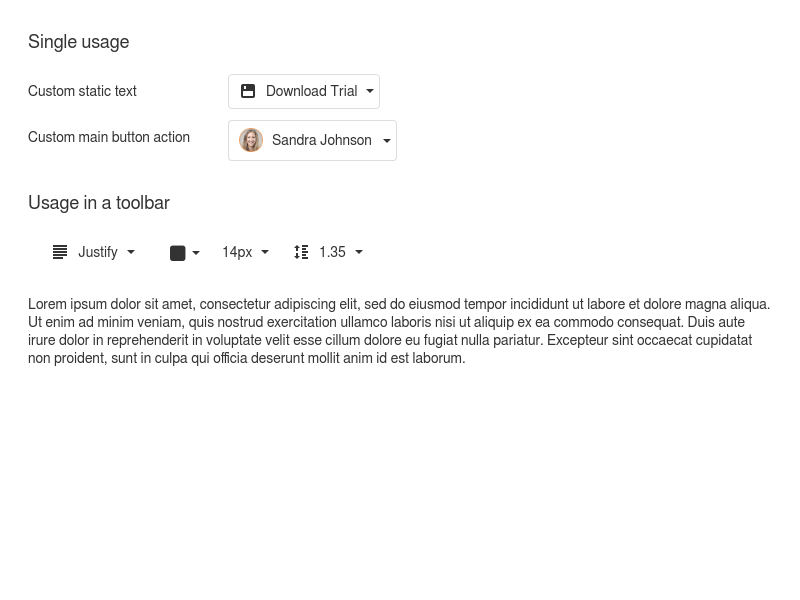 Single usage
Custom static text
Download Trial
Custom main button action
Sandra Johnson
Usage in a toolbar
Justify 14px 1.35
Lorem ipsum dolor sit amet, consectetur adipiscing elit, sed do eiusmod tempor incididunt ut labore et dolore magna aliqua.
Ut enim ad minim veniam, quis nostrud exercitation ullamco laboris nisi ut aliquip ex ea commodo consequat. Duis aute
irure dolor in reprehenderit in voluptate velit esse cillum dolore eu fugiat nulla pariatur. Excepteur sint occaecat cupidatat
non proident, sunt in culpa qui officia deserunt mollit anim id est laborum.